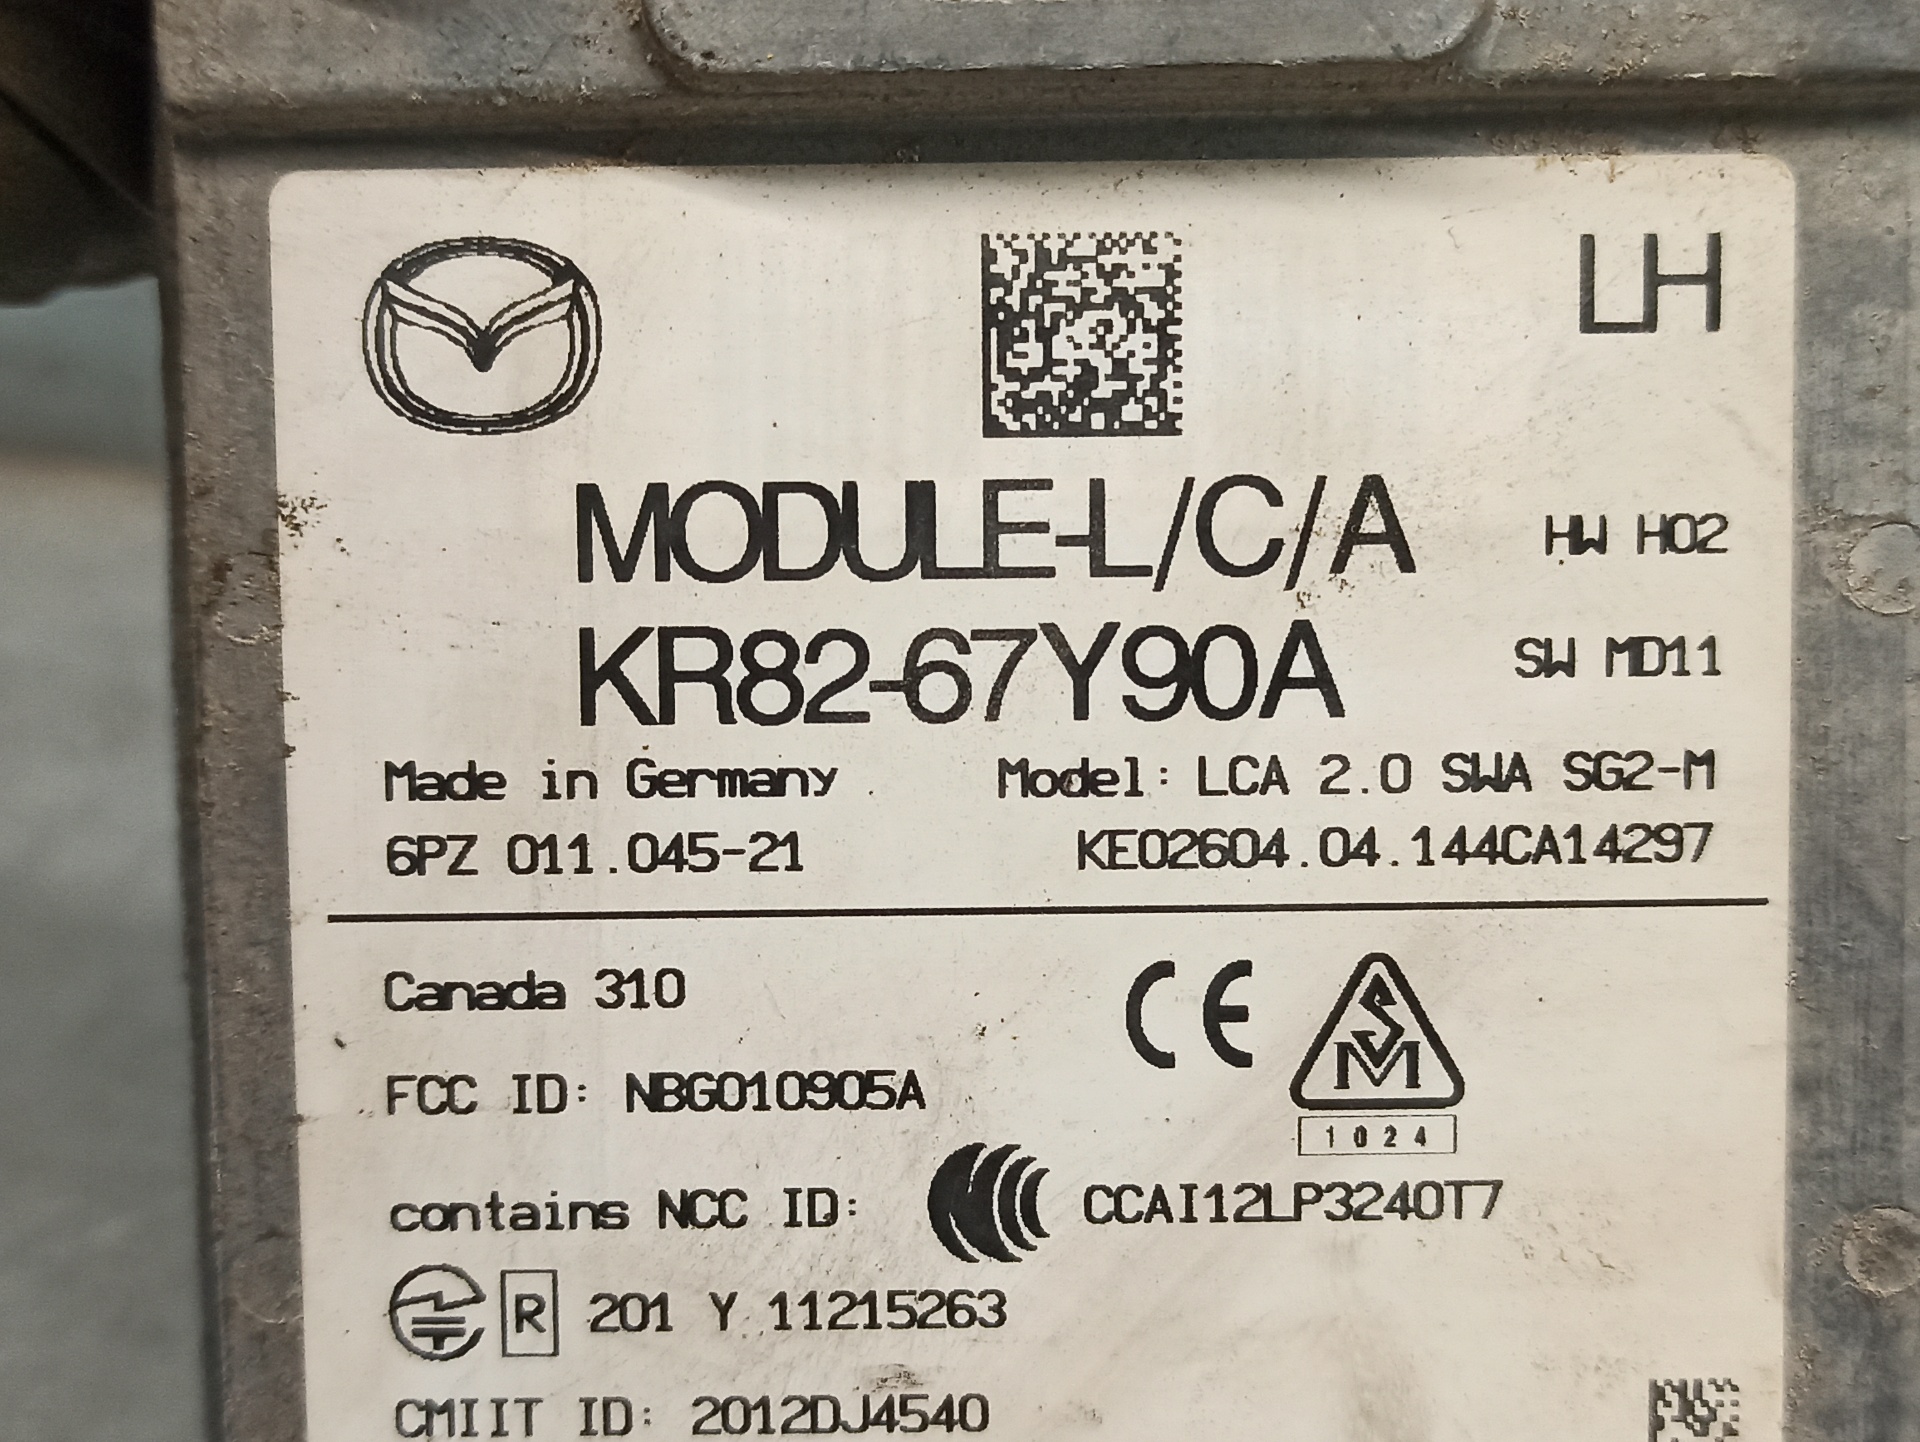 LH
MODULE-L/C/A HW H02
KR82-67Y90A SW MD11
Made in Germany Model: LCA 2.0 SWA SG2-M
6PZ 011.045-21 KE02604.04.144CA14297
Canada 310 CE
SM
FCC ID: NBG010905A
1024
contains NCC ID: CCAI12LP3240T7
R 201 Y 11215263
CMIIT ID: 2012DJ4540